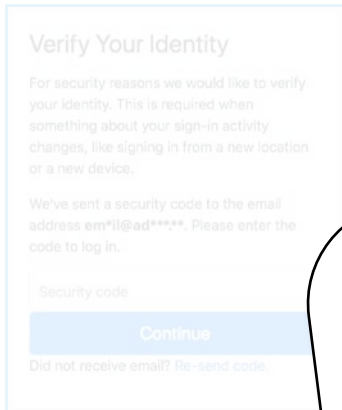 Verify Your Identity
For security reasons we would like to verify
your identity. This is required when
something about your sign-in activity
changes, like signing in from a new location
or a new device.
We've sent a security code to the email
address em*il@ad***.**. Please enter the
code to log in.
Security code
Continue
Did not receive email? Re-send code.